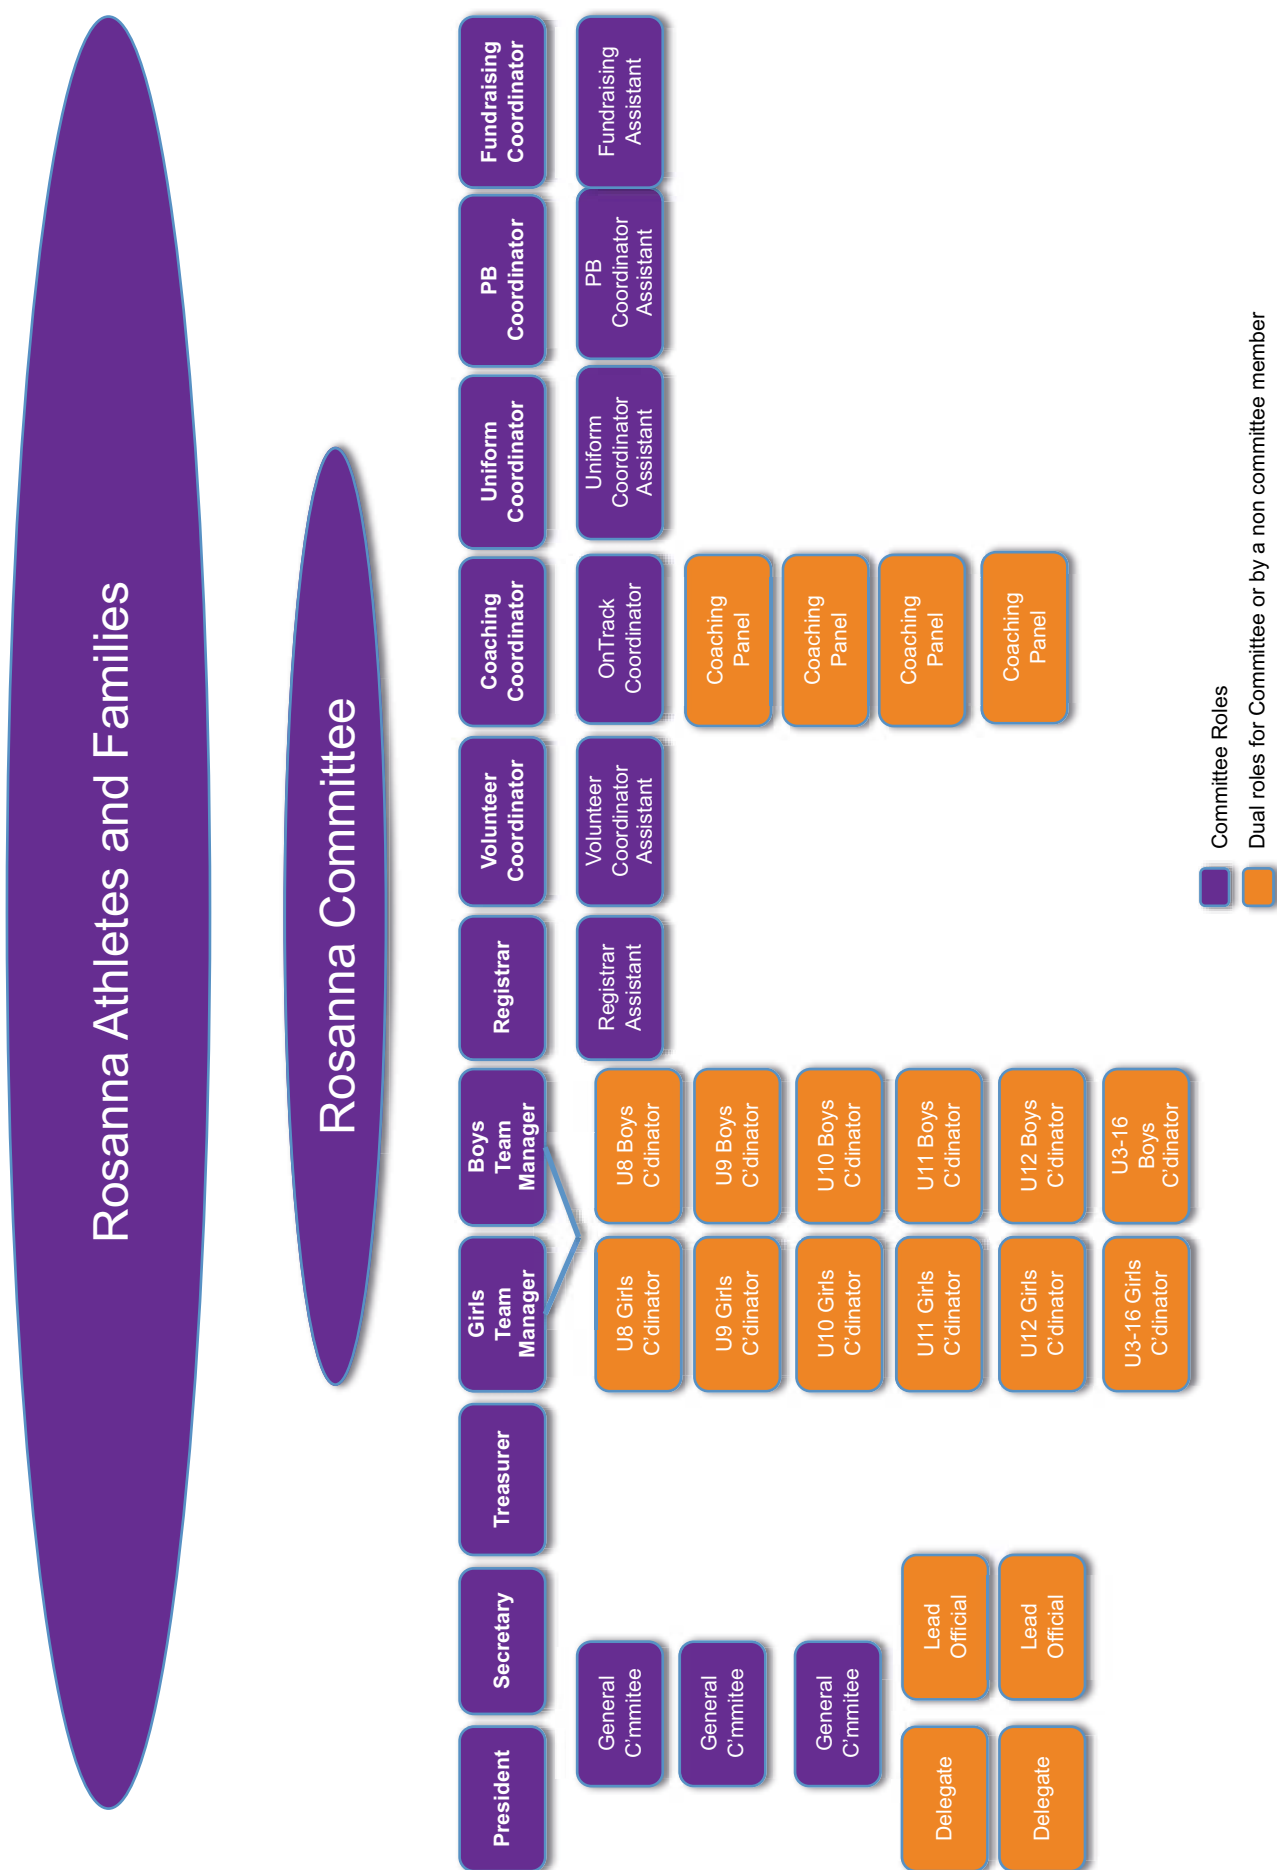 Rosanna Athletes and Families
Rosanna Committee
President
Secretary
Treasurer
Girls
Team
Manager
Boys
Team
Manager
Registrar
Volunteer
Coordinator
Coaching
Coordinator
Uniform
Coordinator
PB
Coordinator
Fundraising
Coordinator
General
C'mmitee
Registrar
Assistant
Volunteer
Coordinator
Assistant
OnTrack
Coordinator
Uniform
Coordinator
Assistant
PB
Coordinator
Assistant
Fundraising
Assistant
U8 Girls
C'dinator
U8 Boys
C'dinator
General
C'mmitee
U9 Girls
C'dinator
U9 Boys
C'dinator
Coaching
Panel
General
C'mmitee
U10 Girls
C'dinator
U10 Boys
C'dinator
Coaching
Panel
Delegate
Lead
Official
U11 Girls
C'dinator
U11 Boys
C'dinator
Coaching
Panel
Delegate
Lead
Official
U12 Girls
C'dinator
U12 Boys
C'dinator
Coaching
Panel
U3-16 Girls
C'dinator
U3-16
Boys
C'dinator
Committee Roles
Dual roles for Committee or by a non committee member